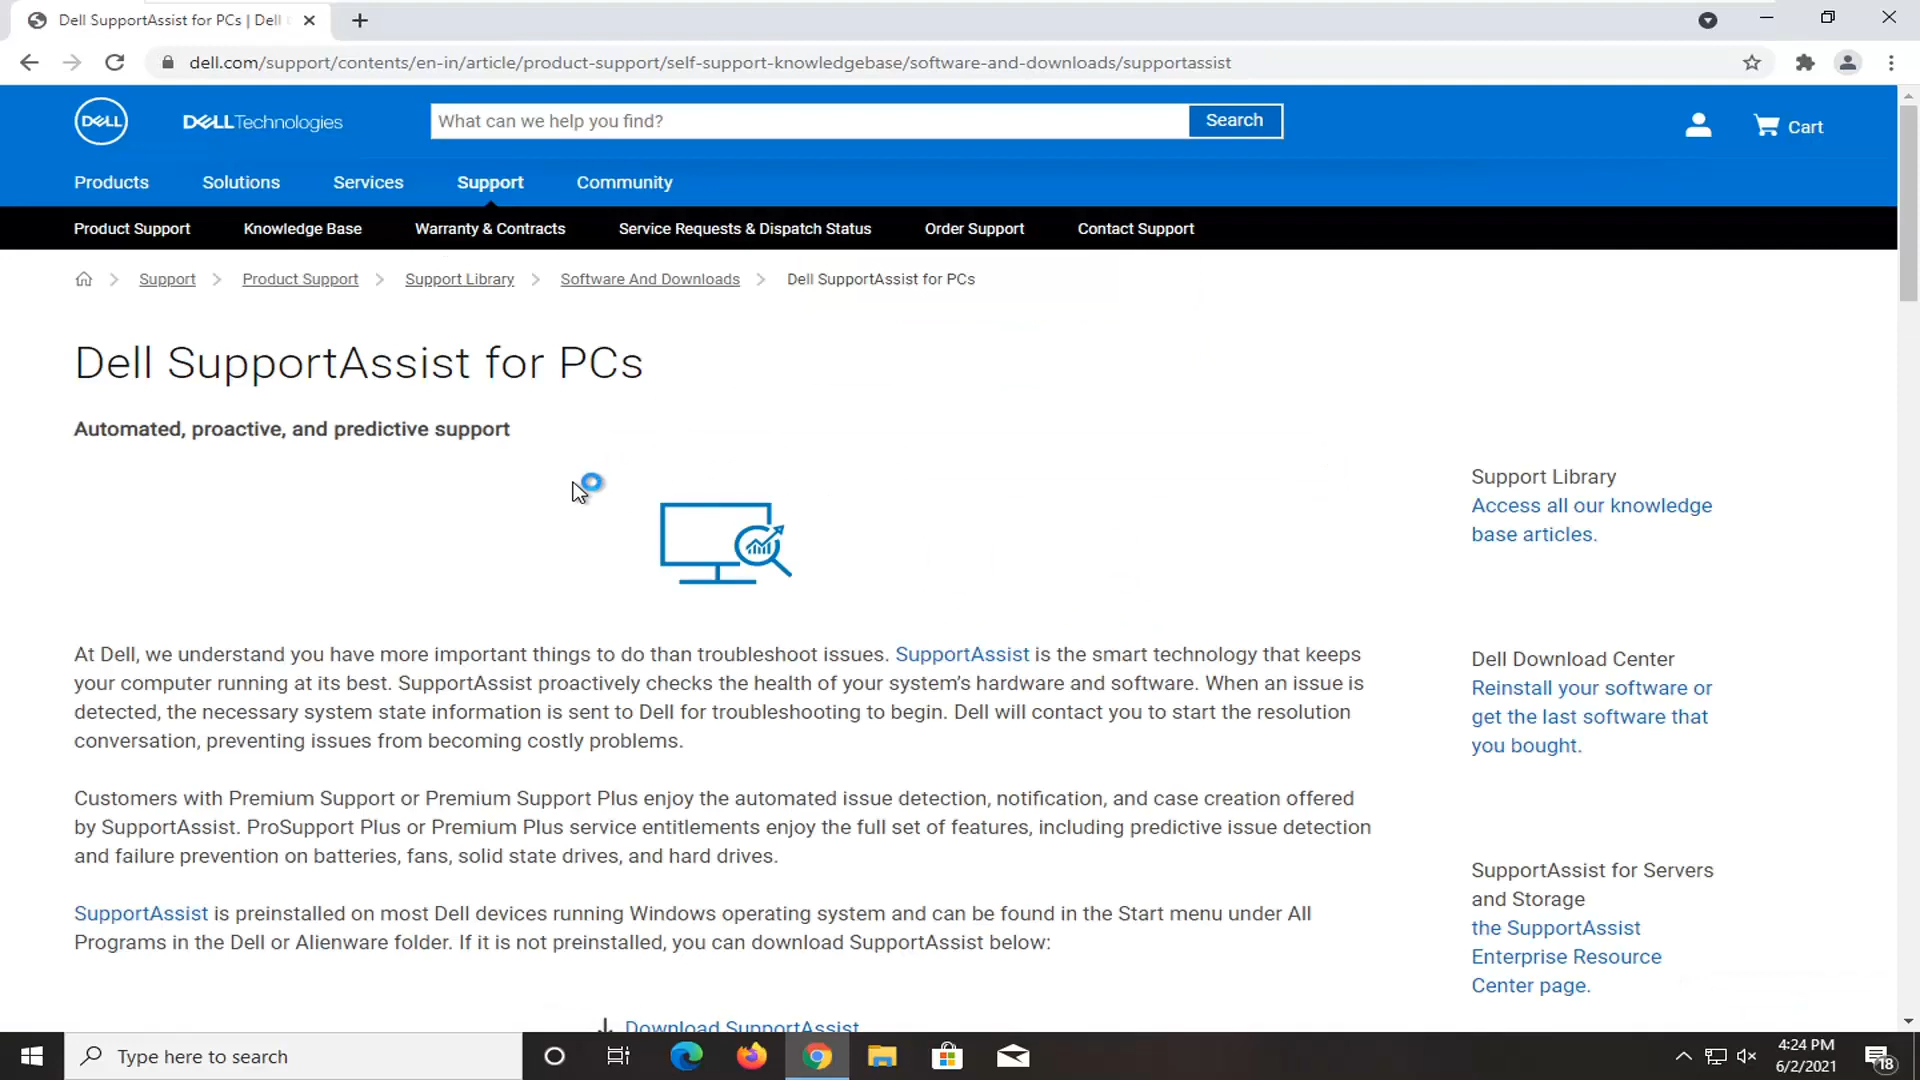 Dell SupportAssist for PCs | Dell
dell.com/support/contents/en-in/article/product-support/self-support-knowledgebase/software-and-downloads/supportassist
DELL
DELLTechnologies
What can we help you find?
Search
Cart
Products
Solutions
Services
Support
Community
Product Support
Knowledge Base
Warranty & Contracts
Service Requests & Dispatch Status
Order Support
Contact Support
Support
Product Support
Support Library
Software And Downloads
Dell SupportAssist for PCs
Dell SupportAssist for PCs
Automated, proactive, and predictive support
At Dell, we understand you have more important things to do than troubleshoot issues. SupportAssist is the smart technology that keeps
your computer running at its best. SupportAssist proactively checks the health of your system’s hardware and software. When an issue is
detected, the necessary system state information is sent to Dell for troubleshooting to begin. Dell will contact you to start the resolution
conversation, preventing issues from becoming costly problems.
Customers with Premium Support or Premium Support Plus enjoy the automated issue detection, notification, and case creation offered
by SupportAssist. ProSupport Plus or Premium Plus service entitlements enjoy the full set of features, including predictive issue detection
and failure prevention on batteries, fans, solid state drives, and hard drives.
SupportAssist is preinstalled on most Dell devices running Windows operating system and can be found in the Start menu under All
Programs in the Dell or Alienware folder. If it is not preinstalled, you can download SupportAssist below:
Download SupportAssist
Support Library
Access all our knowledge
base articles.
Dell Download Center
Reinstall your software or
get the last software that
you bought.
SupportAssist for Servers
and Storage
the SupportAssist
Enterprise Resource
Center page.
Type here to search
4:24 PM
6/2/2021
18